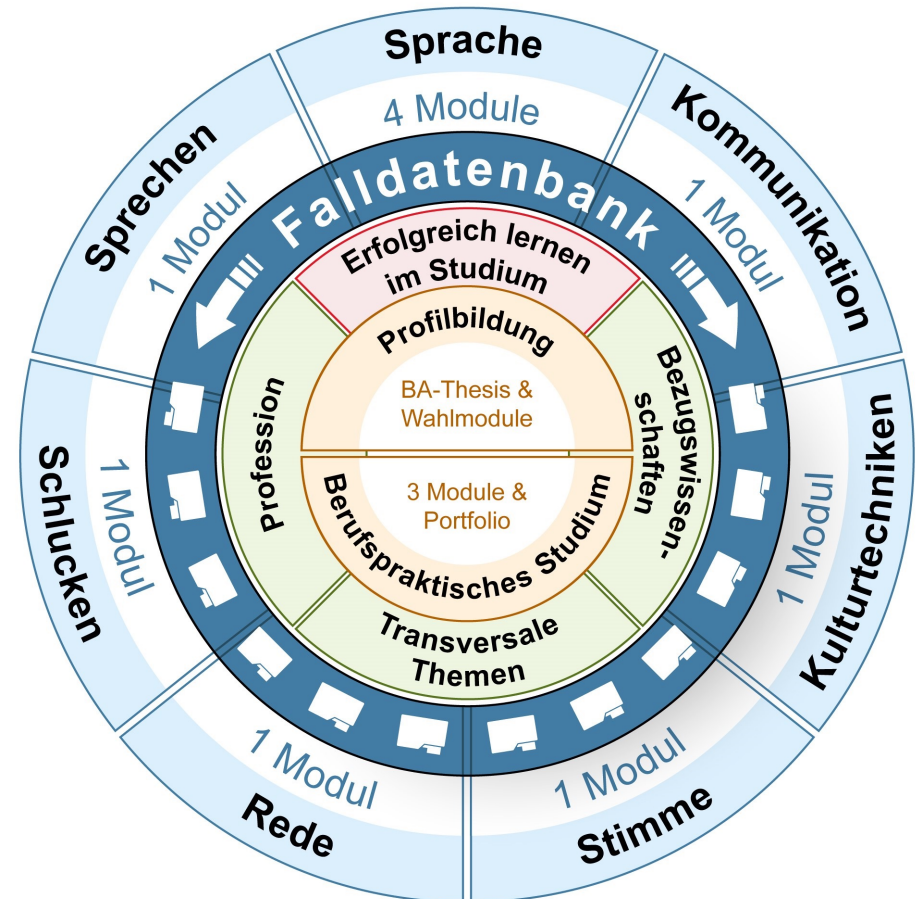 Sprache
4 Module
Kommunikation
1 Modul
Kulturtechniken
1 Modul
Stimme
1 Modul
Rede
1 Modul
Schlucken
1 Modul
Sprechen
1 Modul
Falldatenbank
Erfolgreich lernen
im Studium
Bezugswissen-
schaften
Transversale
Themen
Profession
Profilbildung
BA-Thesis &
Wahlmodule
3 Module &
Portfolio
Berufspraktisches Studium